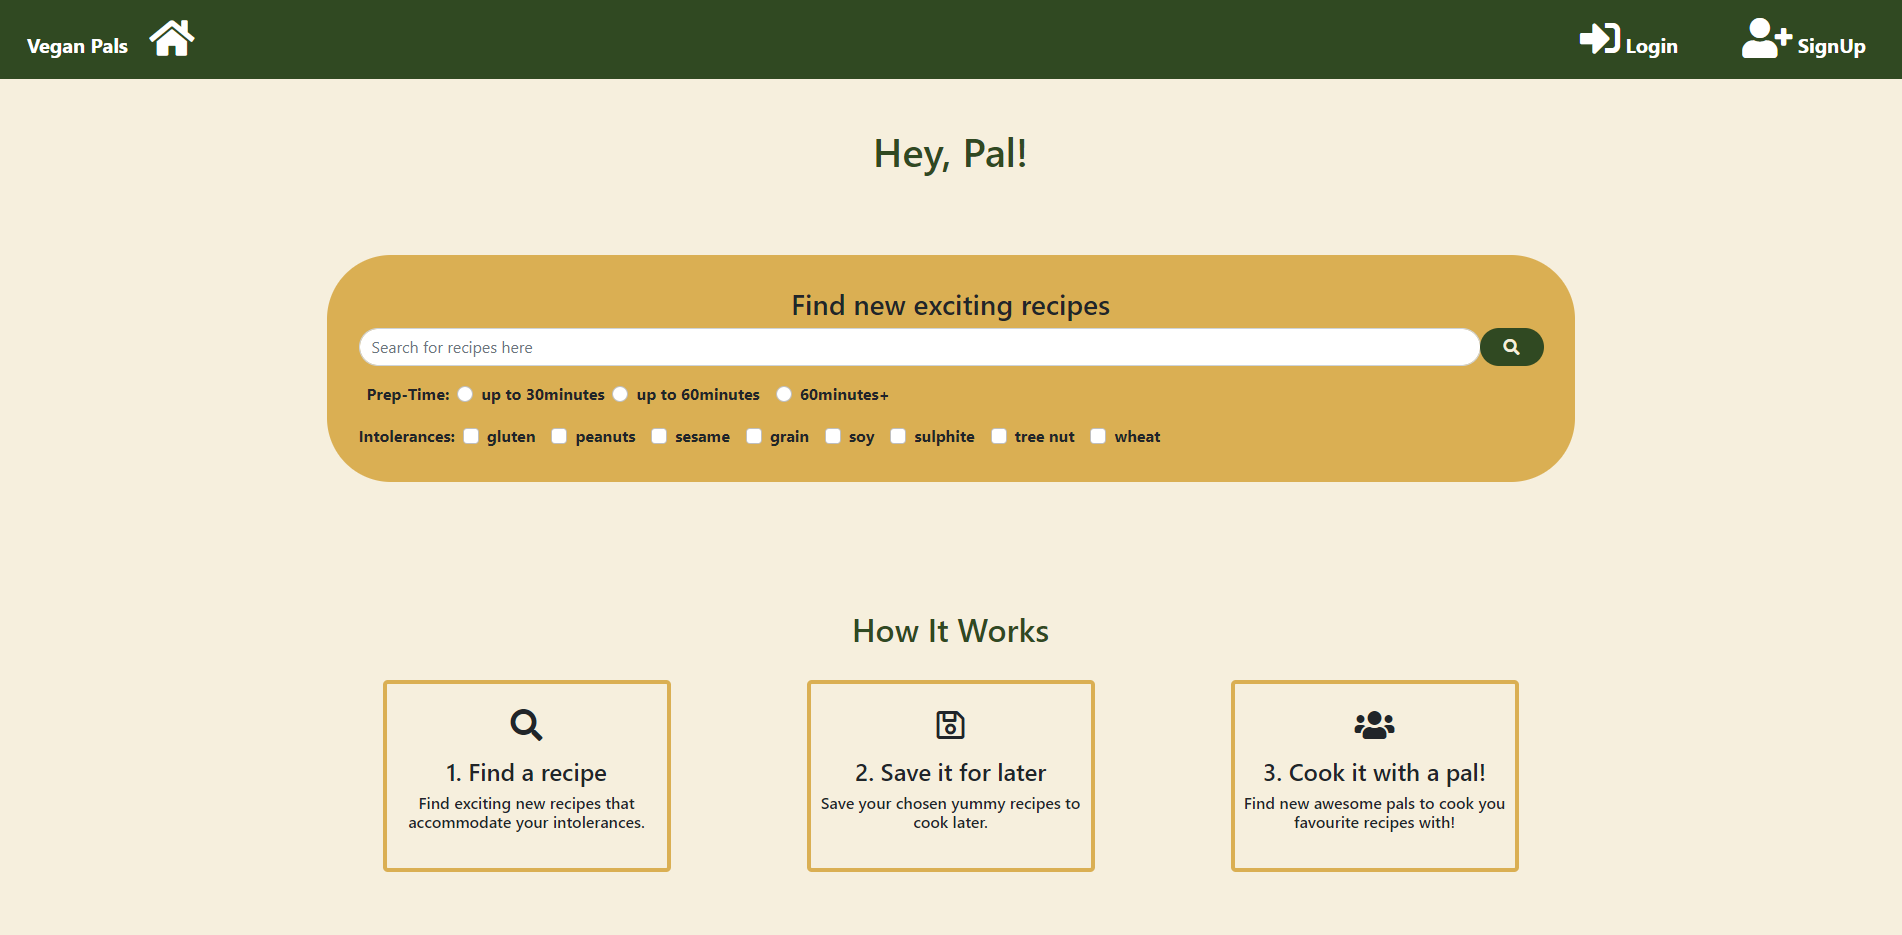 Vegan Pals
Login
SignUp
Hey, Pal!
Find new exciting recipes
Search for recipes here
Prep-Time: up to 30minutes up to 60minutes 60minutes+
Intolerances: gluten peanuts sesame grain soy sulphite tree nut wheat
How It Works
1. Find a recipe
Find exciting new recipes that
accommodate your intolerances.
2. Save it for later
Save your chosen yummy recipes to
cook later.
3. Cook it with a pal!
Find new awesome pals to cook you
favourite recipes with!